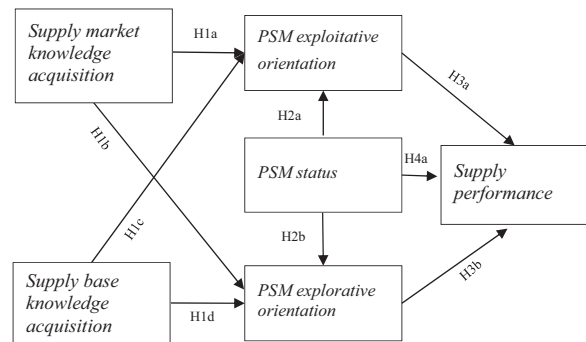 Supply market
knowledge
acquisition
H1a
PSM exploitative
orientation
H3a
H2a
H1b
PSM status
H4a
Supply
performance
H1c
H2b
Supply base
knowledge
acquisition
H1d
PSM explorative
orientation
H3b